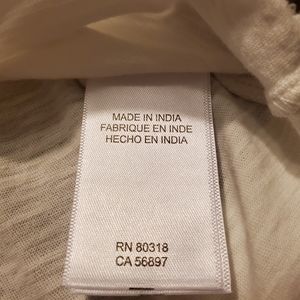 MADE IN INDIA
FABRIQUE EN INDE
HECHO EN INDIA
RN 80318
CA 56897